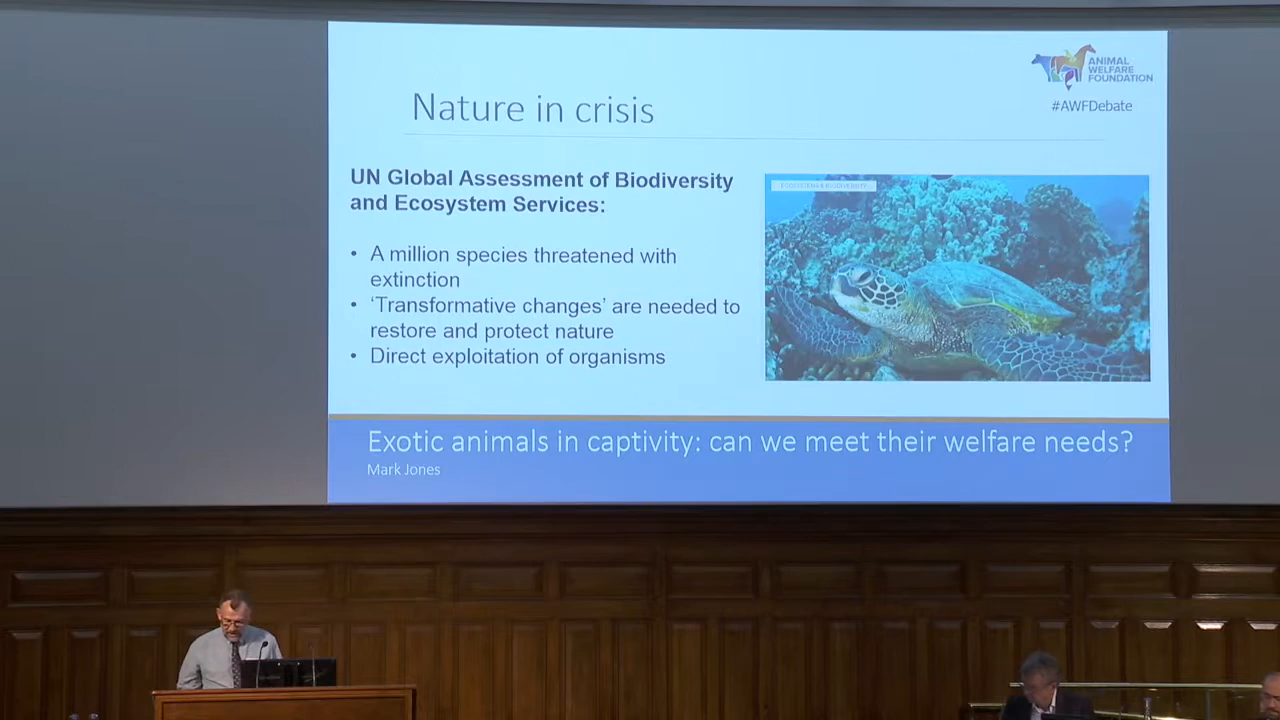 ANIMAL
WELFARE
FOUNDATION
#AWFDebate
Nature in crisis
UN Global Assessment of Biodiversity
and Ecosystem Services:
• A million species threatened with
extinction
• ‘Transformative changes’ are needed to
restore and protect nature
• Direct exploitation of organisms
ECOSYSTEMS & BIODIVERSITY
Exotic animals in captivity: can we meet their welfare needs?
Mark Jones